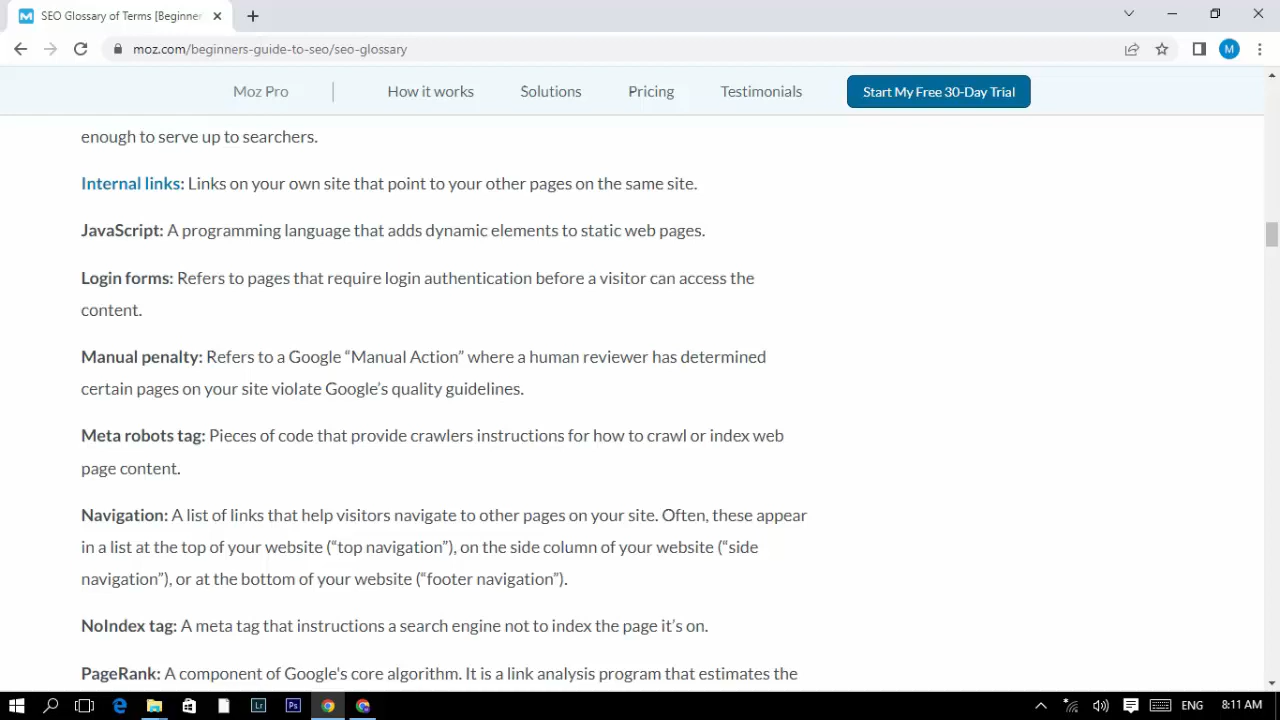 SEO Glossary of Terms [Beginner
moz.com/beginners-guide-to-seo/seo-glossary
M
Moz Pro
How it works
Solutions
Pricing
Testimonials
Start My Free 30-Day Trial
enough to serve up to searchers.
Internal links: Links on your own site that point to your other pages on the same site.
JavaScript: A programming language that adds dynamic elements to static web pages.
Login forms: Refers to pages that require login authentication before a visitor can access the
content.
Manual penalty: Refers to a Google “Manual Action” where a human reviewer has determined
certain pages on your site violate Google's quality guidelines.
Meta robots tag: Pieces of code that provide crawlers instructions for how to crawl or index web
page content.
Navigation: A list of links that help visitors navigate to other pages on your site. Often, these appear
in a list at the top of your website (“top navigation”), on the side column of your website (“side
navigation”), or at the bottom of your website (“footer navigation”).
NoIndex tag: A meta tag that instructions a search engine not to index the page it's on.
PageRank: A component of Google's core algorithm. It is a link analysis program that estimates the
Lr
Ps
ENG
8:11 AM